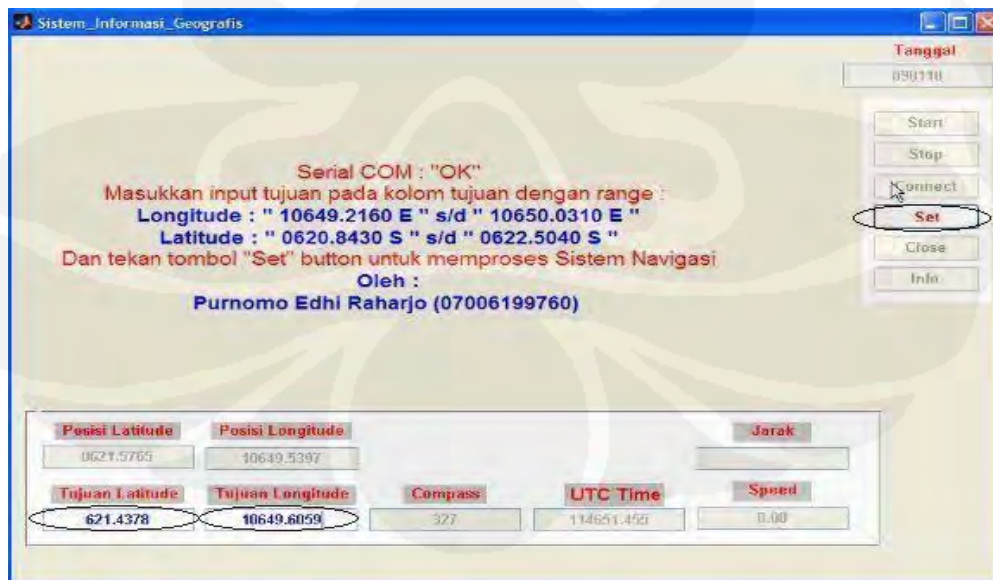 Sistem_Informasi_Geografis
Tanggal
090110
Start
Stop
Connect
Set
Close
Info
Serial COM : "OK"
Masukkan input tujuan pada kolom tujuan dengan range :
Longitude : " 10649.2160 E " s/d " 10650.0310 E "
Latitude : " 0620.8430 S " s/d " 0622.5040 S "
Dan tekan tombol "Set" button untuk memproses Sistem Navigasi
Oleh :
Purnomo Edhi Raharjo (07006199760)
Posisi Latitude Posisi Longitude Jarak
0621.5765 10649.5397
Tujuan Latitude Tujuan Longitude Compass UTC Time Speed
621.4378 10649.6059 327 114651.455 0.00